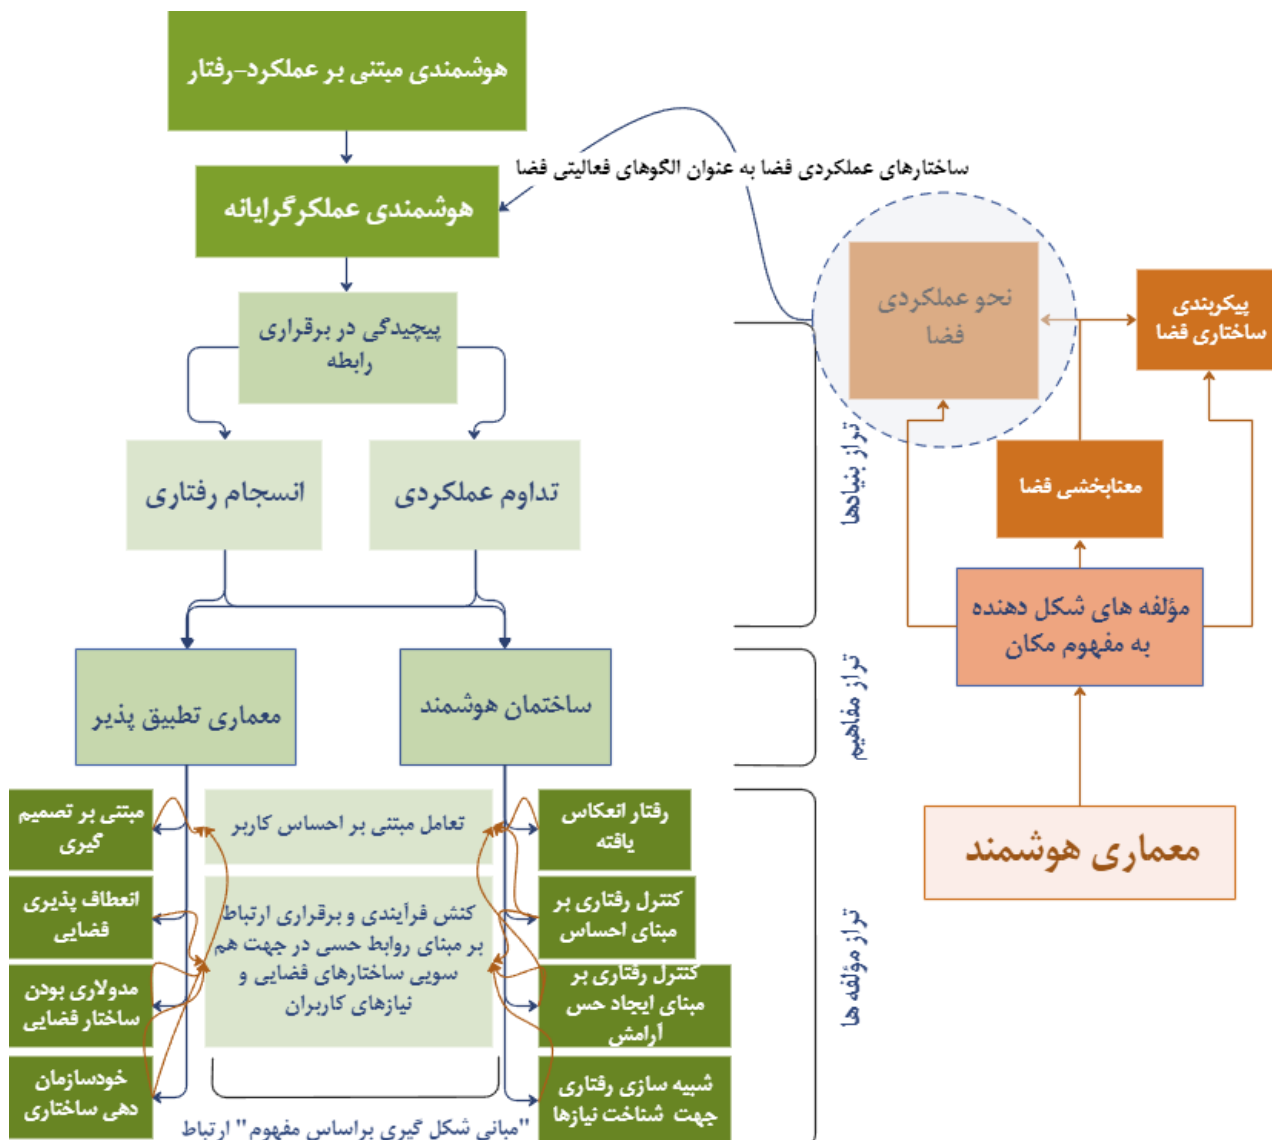 هوشمندی مبتنی بر عملکرد-رفتار
هوشمندی عملکرگرایانه
ساختارهای عملکردی فضا به عنوان الگوهای فعالیتی فضا
پیچیدگی در برقراری
رابطه
انسجام رفتاری
تداوم عملکردی
نحو عملکردی
فضا
پیکربندی
ساختاری فضا
معنابخشی فضا
مؤلفه های شکل دهنده
به مفهوم مکان
معماری هوشمند
تراز بنیادها
تراز مفاهیم
تراز مؤلفه ها
ساختمان هوشمند
معماری تطبیق پذیر
رفتار انعکاس
یافته
کنترل رفتاری بر
مبنای احساس
کنترل رفتاری بر
مبنای ایجاد حس
آرامش
شبیه سازی رفتاری
جهت شناخت نیازها
تعامل مبتنی بر احساس کاربر
کنش فرآیندی و برقراری ارتباط
بر مبنای روابط حسی در جهت هم
سویی ساختارهای فضایی و
نیازهای کاربران
مبتنی بر تصمیم
گیری
انعطاف پذیری
فضایی
مدولاری بودن
ساختار فضایی
خودسازمان
دهی ساختاری
"مبانی شکل گیری براساس مفهوم" ارتباط